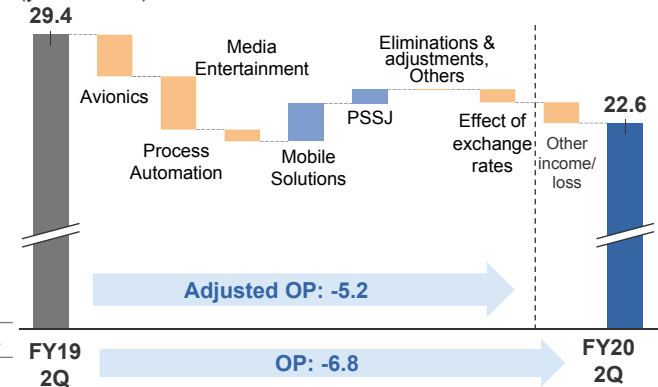 29.4
Media
Entertainment
Eliminations &
adjustments,
Others
Avionics
Process
Automation
Mobile
Solutions
PSSJ
Effect of
exchange
rates
Other
income/
loss
22.6
Adjusted OP: -5.2
OP: -6.8
FY19
2Q
FY20
2Q